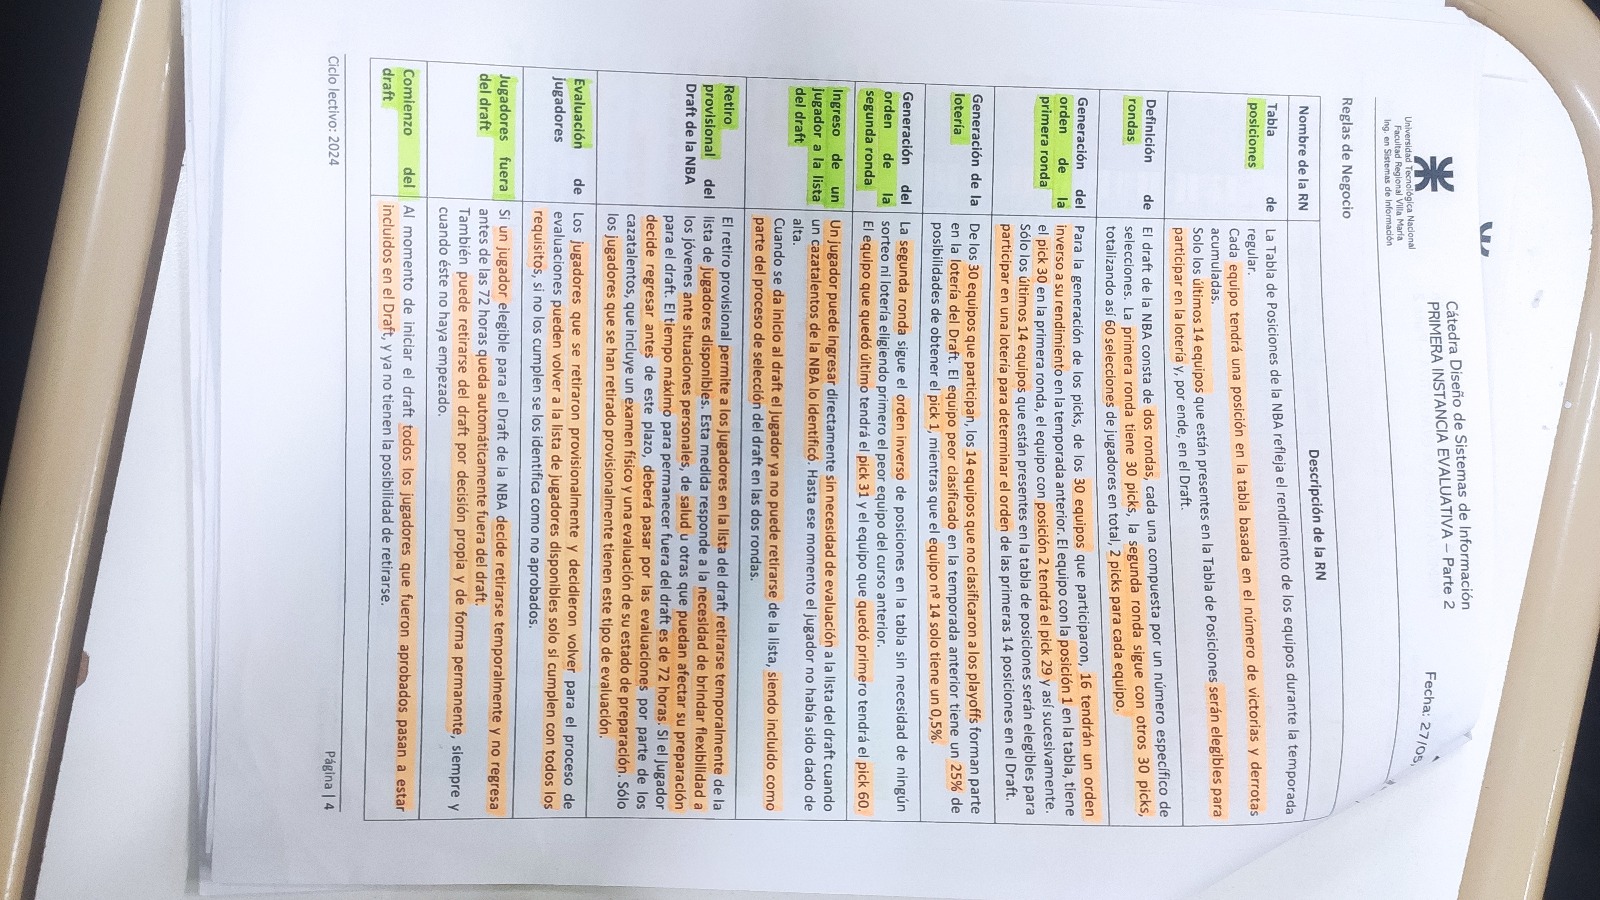 Universidad Tecnológica Nacional
Facultad Regional Villa María
Ing. en Sistemas de Información
Cátedra Diseño de Sistemas de Información
PRIMERA INSTANCIA EVALUATIVA – Parte 2
Fecha: 27/05,
Reglas de Negocio
Nombre de la RN
Descripción de la RN
Tabla de
posiciones
La Tabla de Posiciones de la NBA refleja el rendimiento de los equipos durante la temporada
regular.
Cada equipo tendrá una posición en la tabla basada en el número de victorias y derrotas
acumuladas.
Solo los últimos 14 equipos que están presentes en la Tabla de Posiciones serán elegibles para
participar en la lotería y, por ende, en el Draft.
Definición de
rondas
El draft de la NBA consta de dos rondas, cada una compuesta por un número específico de
selecciones. La primera ronda tiene 30 picks, la segunda ronda sigue con otros 30 picks,
totalizando así 60 selecciones de jugadores en total, 2 picks para cada equipo.
Generación del
orden de la
primera ronda
Para la generación de los picks, de los 30 equipos que participaron, 16 tendrán un orden
inverso a su rendimiento en la temporada anterior. El equipo con la posición 1 en la tabla, tiene
el pick 30 en la primera ronda, el equipo con posición 2 tendrá el pick 29 y así sucesivamente.
Sólo los últimos 14 equipos que están presentes en la tabla de posiciones serán elegibles para
participar en una lotería para determinar el orden de las primeras 14 posiciones en el Draft.
Generación de la
lotería
De los 30 equipos que participan, los 14 equipos que no clasificaron a los playoffs forman parte
en la lotería del Draft. El equipo peor clasificado en la temporada anterior tiene un 25% de
posibilidades de obtener el pick 1, mientras que el equipo nº 14 solo tiene un 0,5%.
Generación del
orden de la
segunda ronda
La segunda ronda sigue el orden inverso de posiciones en la tabla sin necesidad de ningún
sorteo ni lotería eligiendo primero el peor equipo del curso anterior.
El equipo que quedó último tendrá el pick 31 y el equipo que quedó primero tendrá el pick 60.
Ingreso de un
jugador a la lista
del draft
Un jugador puede ingresar directamente sin necesidad de evaluación a la lista del draft cuando
un cazatalentos de la NBA lo identificó. Hasta ese momento el jugador no había sido dado de
alta.
Cuando se da inicio al draft el jugador ya no puede retirarse de la lista, siendo incluido como
parte del proceso de selección del draft en las dos rondas.
Retiro
provisional del
Draft de la NBA
El retiro provisional permite a los jugadores en la lista del draft retirarse temporalmente de la
lista de jugadores disponibles. Esta medida responde a la necesidad de brindar flexibilidad a
los jóvenes ante situaciones personales, de salud u otras que puedan afectar su preparación
para el draft. El tiempo máximo para permanecer fuera del draft es de 72 horas. Si el jugador
decide regresar antes de este plazo, deberá pasar por las evaluaciones por parte de los
cazatalentos, que incluye un examen físico y una evaluación de su estado de preparación. Sólo
los jugadores que se han retirado provisionalmente tienen este tipo de evaluación.
Evaluación de
jugadores
Los jugadores que se retiraron provisionalmente y decidieron volver para el proceso de
evaluaciones pueden volver a la lista de jugadores disponibles solo si cumplen con todos los
requisitos, si no los cumplen se los identifica como no aprobados.
Jugadores fuera
del draft
Si un jugador elegible para el Draft de la NBA decide retirarse temporalmente y no regresa
antes de las 72 horas queda automáticamente fuera del draft.
También puede retirarse del draft por decisión propia y de forma permanente, siempre y
cuando éste no haya empezado.
Comienzo del
draft
Al momento de iniciar el draft todos los jugadores que fueron aprobados pasan a estar
incluidos en el Draft, y ya no tienen la posibilidad de retirarse.
Ciclo lectivo: 2024
Página | 4